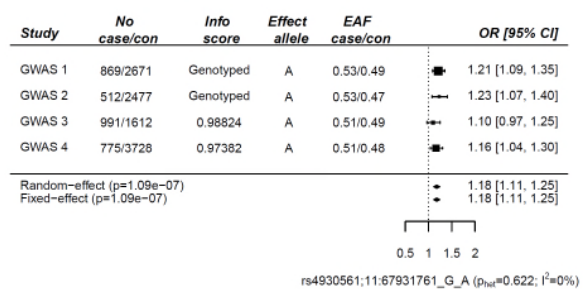 Study No case/con Info score Effect allele EAF case/con OR [95% CI]
GWAS 1 869/2671 Genotyped A 0.53/0.49 1.21 [1.09, 1.35]
GWAS 2 512/2477 Genotyped A 0.53/0.47 1.23 [1.07, 1.40]
GWAS 3 991/1612 0.98824 A 0.51/0.49 1.10 [0.97, 1.25]
GWAS 4 775/3728 0.97382 A 0.51/0.48 1.16 [1.04, 1.30]
Random−effect (p=1.09e−07) 1.18 [1.11, 1.25]
Fixed−effect (p=1.09e−07) 1.18 [1.11, 1.25]
0.5 1 1.5 2
rs4930561;11:67931761_G_A (phet=0.622; I²=0%)